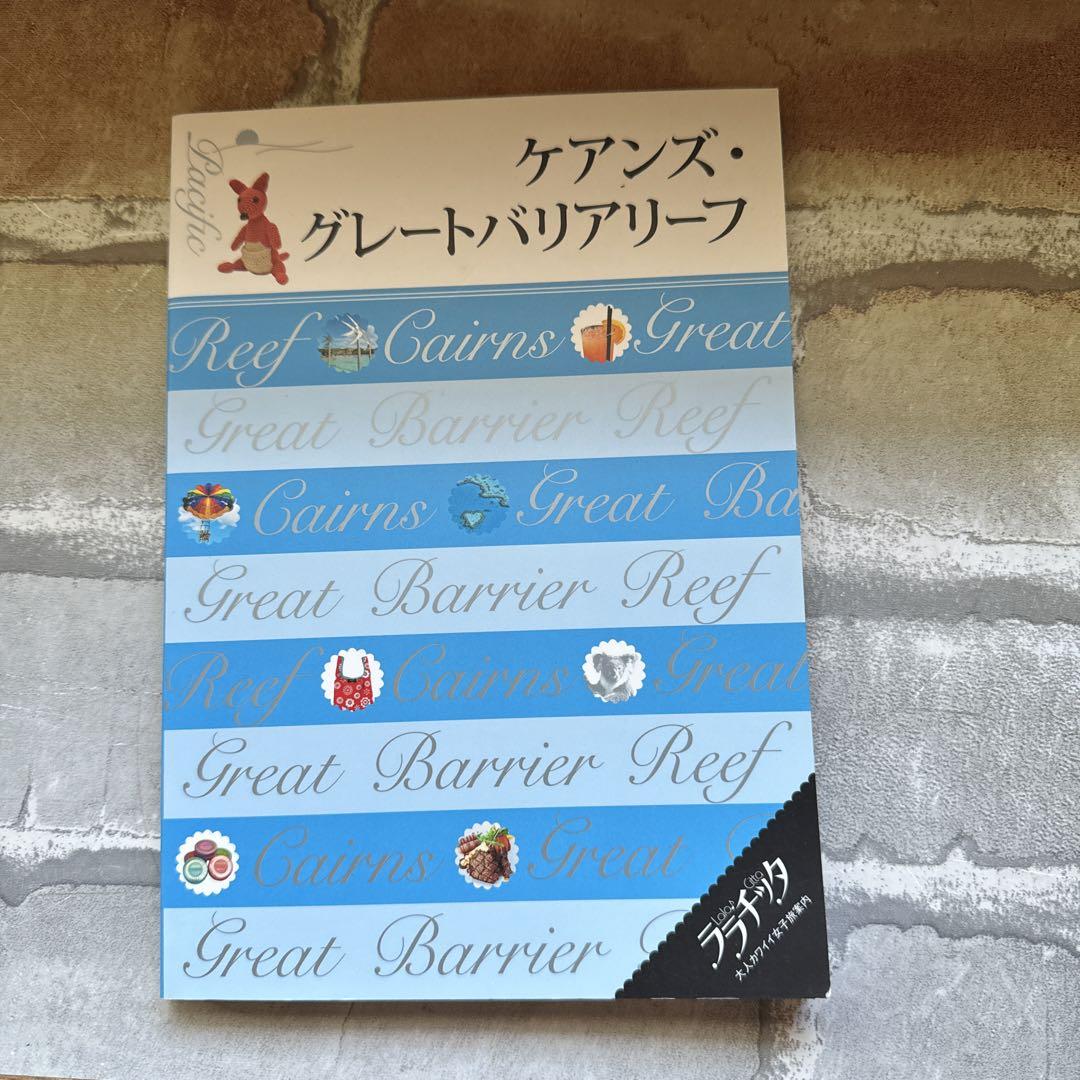 Pacific
ケアンズ・
グレートバリアリーフ
Reef Cairns Great
Great Barrier Reef
Cairns Great Ba
Great Barrier Reef
Reef Cairns Great
Great Barrier Reef
Cairns Great
Great Barrier
Lala Citta
ララチッタ
大人カワイイ女子旅案内